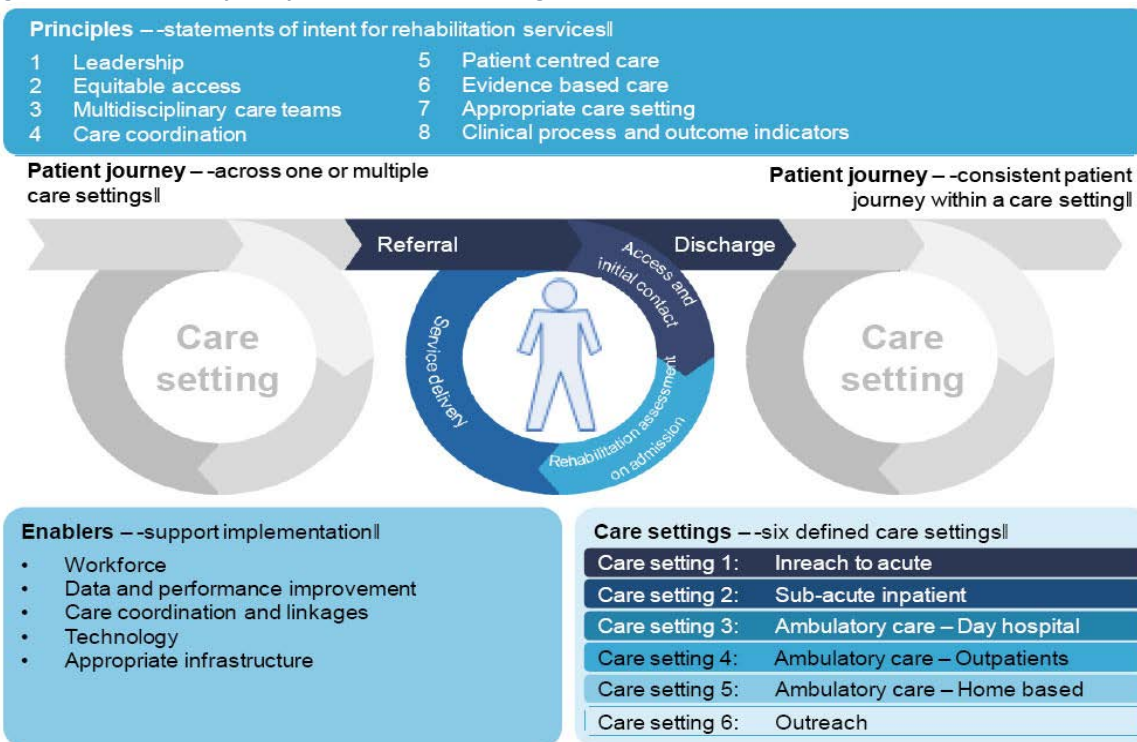 Principles – -statements of intent for rehabilitation services‖
1 Leadership
2 Equitable access
3 Multidisciplinary care teams
4 Care coordination
5 Patient centred care
6 Evidence based care
7 Appropriate care setting
8 Clinical process and outcome indicators
Patient journey – -across one or multiple
care settings‖
Patient journey – -consistent patient
journey within a care setting‖
Referral
Discharge
Care
setting
Access and
initial contact
Rehabilitation assessment
on admission
Service delivery
Care
setting
Enablers – -support implementation‖
• Workforce
• Data and performance improvement
• Care coordination and linkages
• Technology
• Appropriate infrastructure
Care settings – -six defined care settings‖
Care setting 1: Inreach to acute
Care setting 2: Sub-acute inpatient
Care setting 3: Ambulatory care – Day hospital
Care setting 4: Ambulatory care – Outpatients
Care setting 5: Ambulatory care – Home based
Care setting 6: Outreach